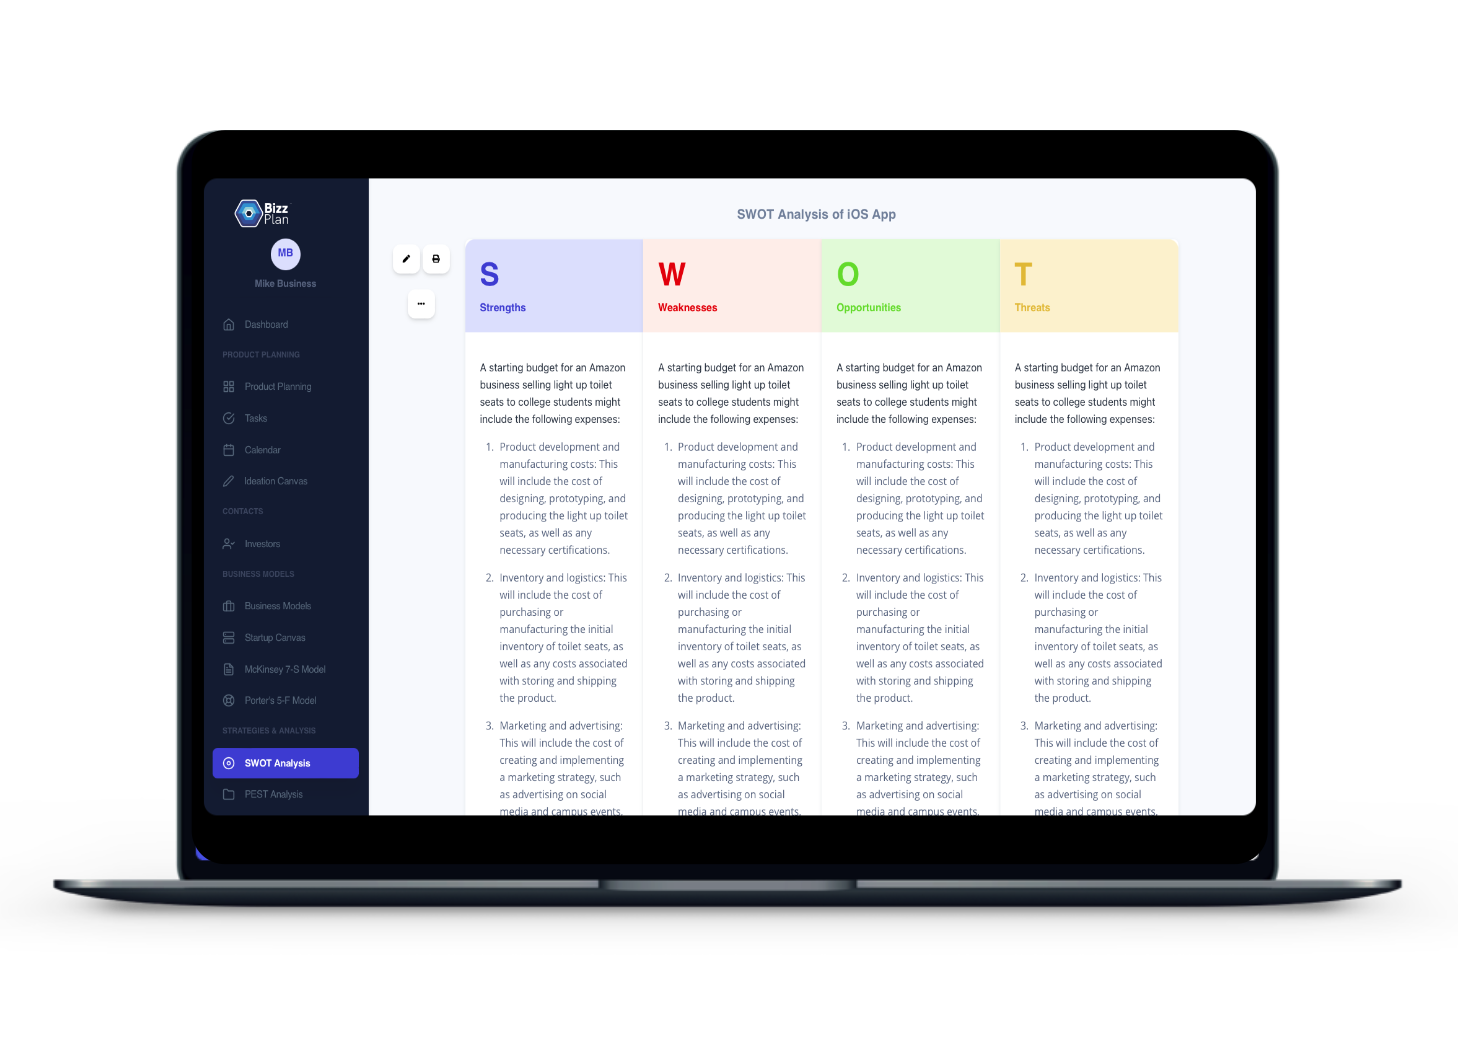 Bizz
Plan
MB
Mike Business
Dashboard
PRODUCT PLANNING
Product Planning
Tasks
Calendar
Ideation Canvas
CONTACTS
Investors
BUSINESS MODELS
Business Models
Startup Canvas
McKinsey 7-S Model
Porter's 5-F Model
STRATEGIES & ANALYSIS
SWOT Analysis
PEST Analysis
SWOT Analysis of iOS App
S
Strengths
A starting budget for an Amazon
business selling light up toilet
seats to college students might
include the following expenses:
1. Product development and
manufacturing costs: This
will include the cost of
designing, prototyping, and
producing the light up toilet
seats, as well as any
necessary certifications.
2. Inventory and logistics: This
will include the cost of
purchasing or
manufacturing the initial
inventory of toilet seats, as
well as any costs associated
with storing and shipping
the product.
3. Marketing and advertising:
This will include the cost of
creating and implementing
a marketing strategy, such
as advertising on social
media and campus events.
W
Weaknesses
A starting budget for an Amazon
business selling light up toilet
seats to college students might
include the following expenses:
1. Product development and
manufacturing costs: This
will include the cost of
designing, prototyping, and
producing the light up toilet
seats, as well as any
necessary certifications.
2. Inventory and logistics: This
will include the cost of
purchasing or
manufacturing the initial
inventory of toilet seats, as
well as any costs associated
with storing and shipping
the product.
3. Marketing and advertising:
This will include the cost of
creating and implementing
a marketing strategy, such
as advertising on social
media and campus events.
O
Opportunities
A starting budget for an Amazon
business selling light up toilet
seats to college students might
include the following expenses:
1. Product development and
manufacturing costs: This
will include the cost of
designing, prototyping, and
producing the light up toilet
seats, as well as any
necessary certifications.
2. Inventory and logistics: This
will include the cost of
purchasing or
manufacturing the initial
inventory of toilet seats, as
well as any costs associated
with storing and shipping
the product.
3. Marketing and advertising:
This will include the cost of
creating and implementing
a marketing strategy, such
as advertising on social
media and campus events.
T
Threats
A starting budget for an Amazon
business selling light up toilet
seats to college students might
include the following expenses:
1. Product development and
manufacturing costs: This
will include the cost of
designing, prototyping, and
producing the light up toilet
seats, as well as any
necessary certifications.
2. Inventory and logistics: This
will include the cost of
purchasing or
manufacturing the initial
inventory of toilet seats, as
well as any costs associated
with storing and shipping
the product.
3. Marketing and advertising:
This will include the cost of
creating and implementing
a marketing strategy, such
as advertising on social
media and campus events.